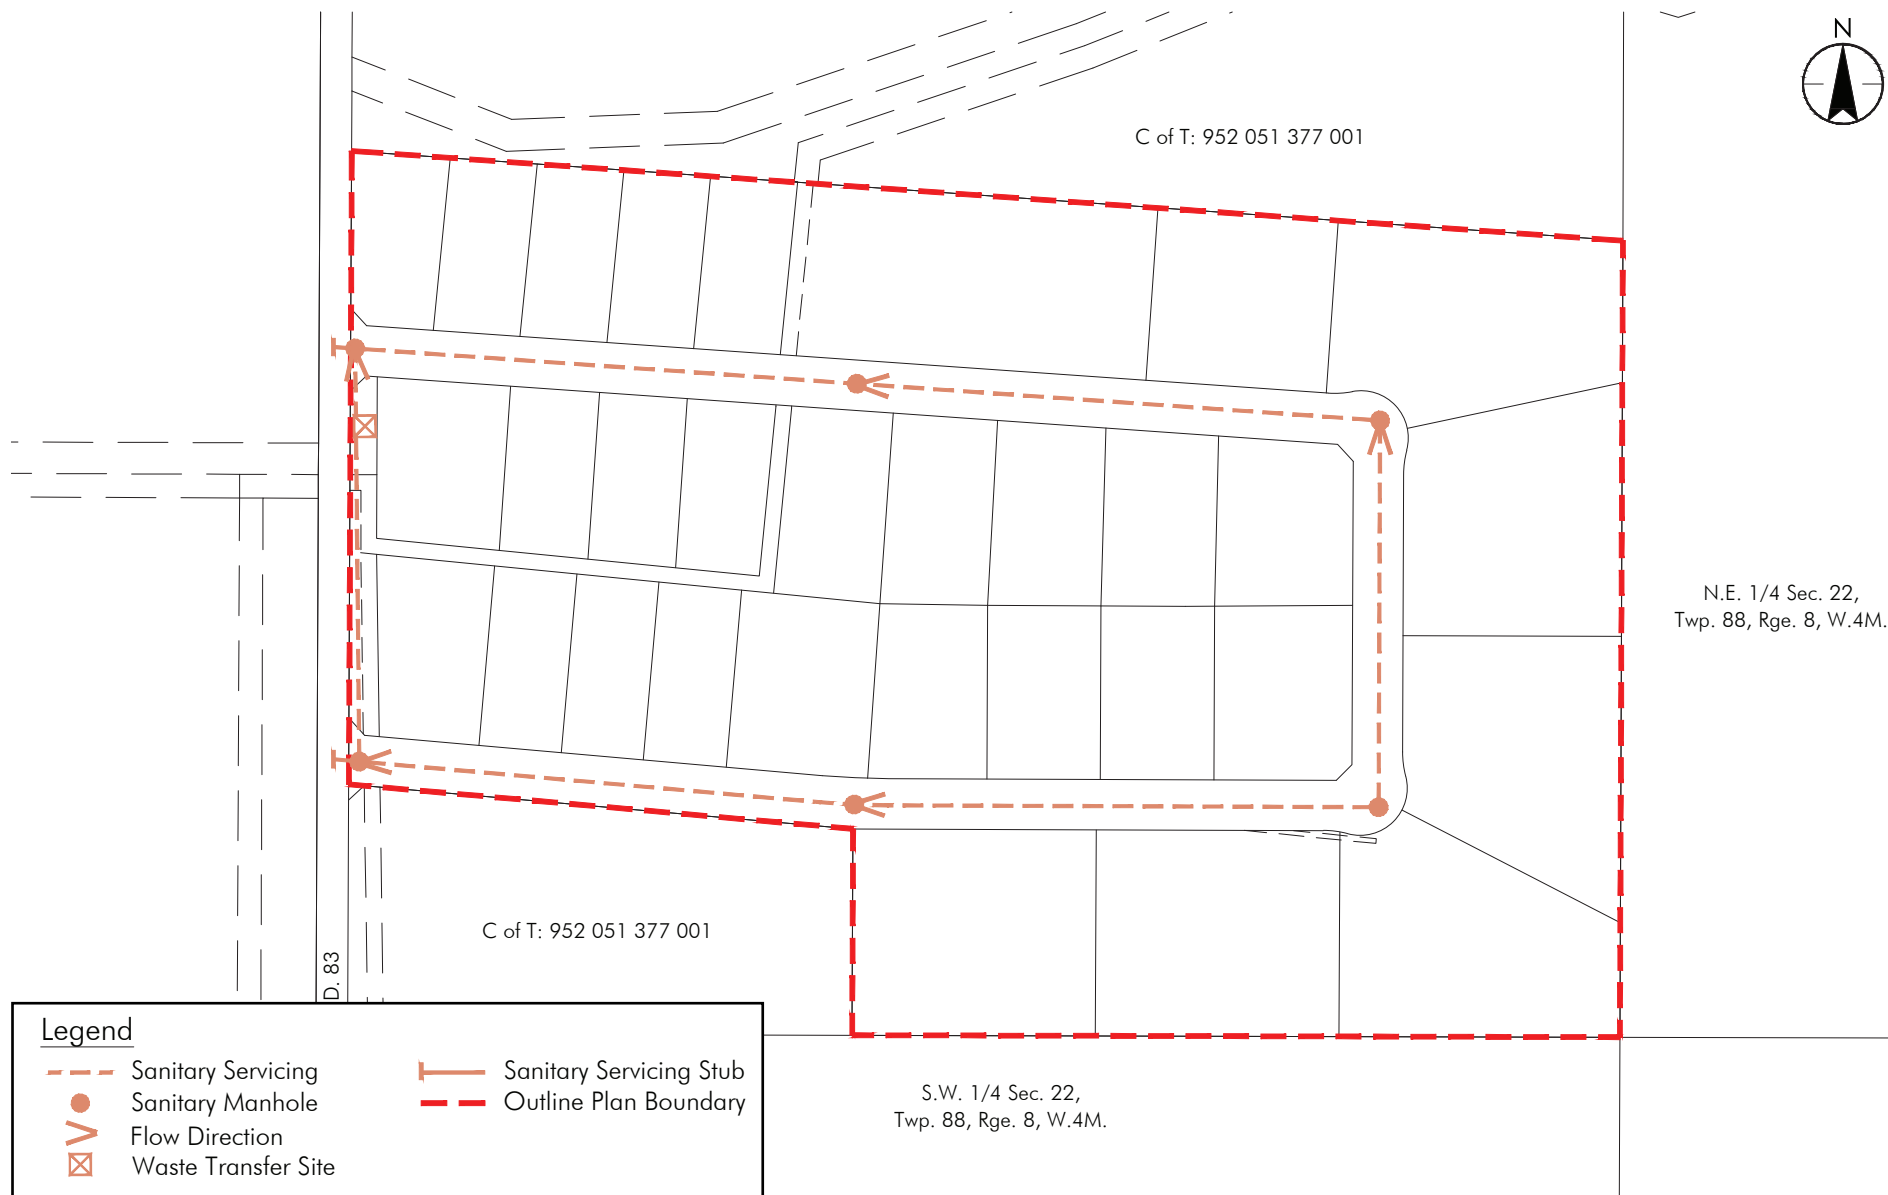 N
C of T: 952 051 377 001
N.E. 1/4 Sec. 22,
Twp. 88, Rge. 8, W.4M.
C of T: 952 051 377 001
D. 83
S.W. 1/4 Sec. 22,
Twp. 88, Rge. 8, W.4M.
Legend
Sanitary Servicing
Sanitary Manhole
Flow Direction
Waste Transfer Site
Sanitary Servicing Stub
Outline Plan Boundary